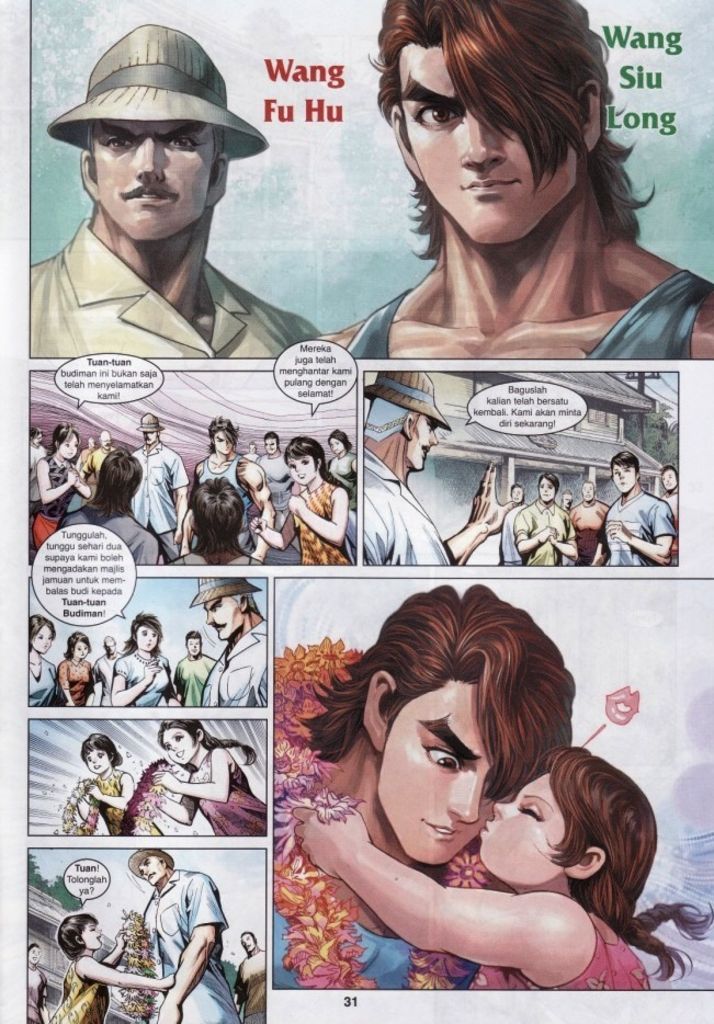 Wang
Fu Hu
Wang
Siu
Long
Tuan-tuan
budiman ini bukan saja
telah menyelamatkan
kami!
Mereka
juga telah
menghantar kami
pulang dengan
selamat!
Baguslah
kalian telah bersatu
kembali. Kami akan minta
diri sekarang!
Tunggulah,
tunggu sehari dua
supaya kami boleh
mengadakan majlis
jamuan untuk mem-
balas budi kepada
Tuan-tuan
Budiman!
Tuan!
Tolonglah
ya?
31